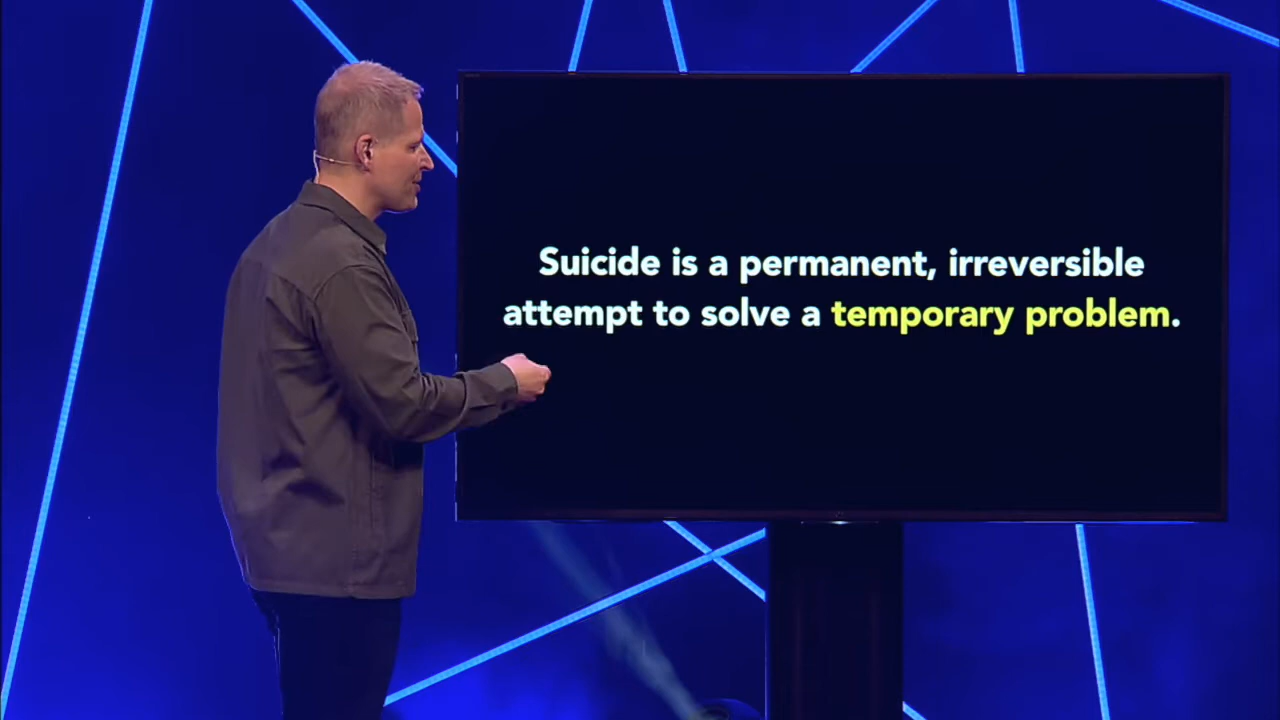 Suicide is a permanent, irreversible
attempt to solve a temporary problem.